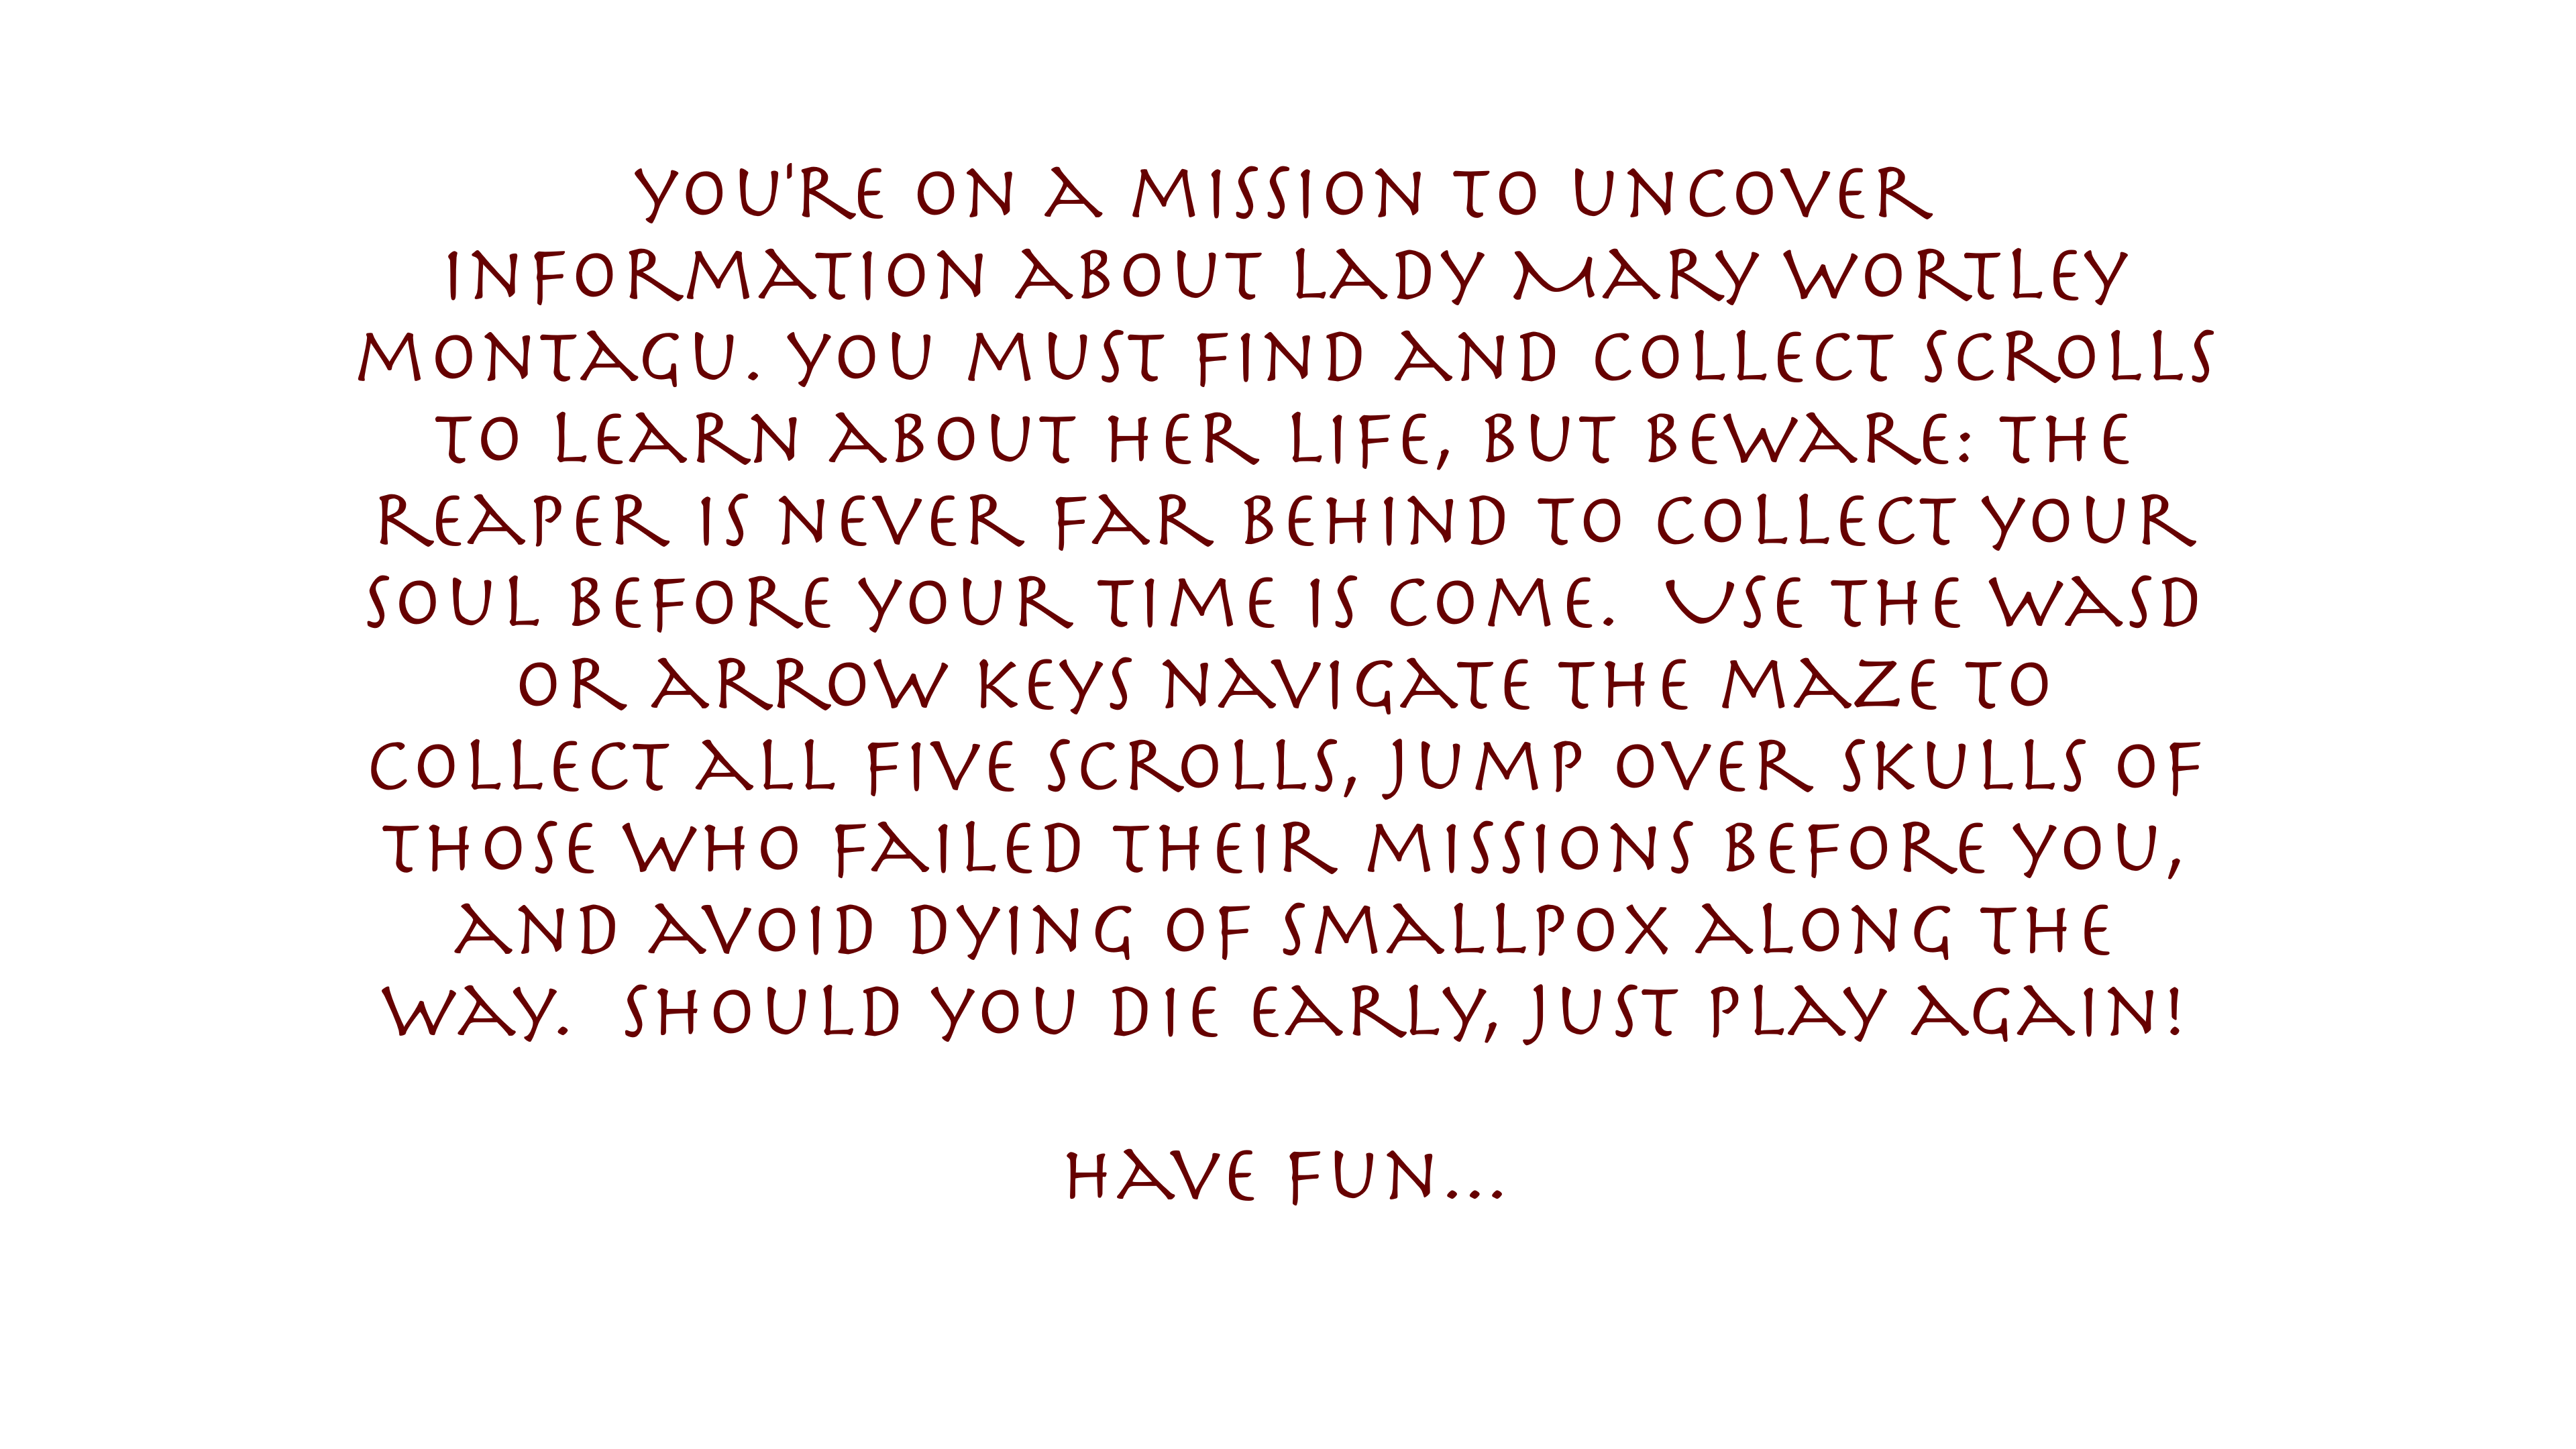 You're on a mission to uncover
information about Lady Mary Wortley
Montagu. You must find and collect scrolls
to learn about her life, but beware: the
reaper is never far behind to collect your
soul before your time is come.  Use the WASD
or arrow keys navigate the maze to
collect all five scrolls, jump over skulls of
those who failed their missions before you,
and avoid dying of smallpox along the
way.  Should you die early, just play again!
Have fun...